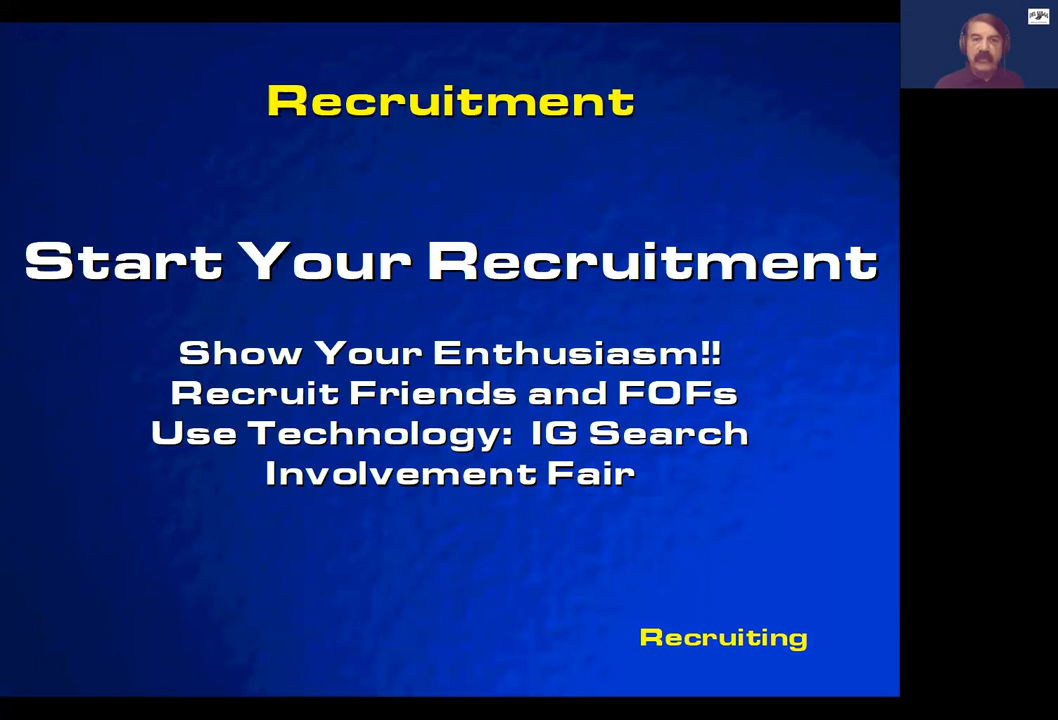 Recruitment
Start Your Recruitment
Show Your Enthusiasm!!
Recruit Friends and FOFs
Use Technology:  IG Search
Involvement Fair
Recruiting